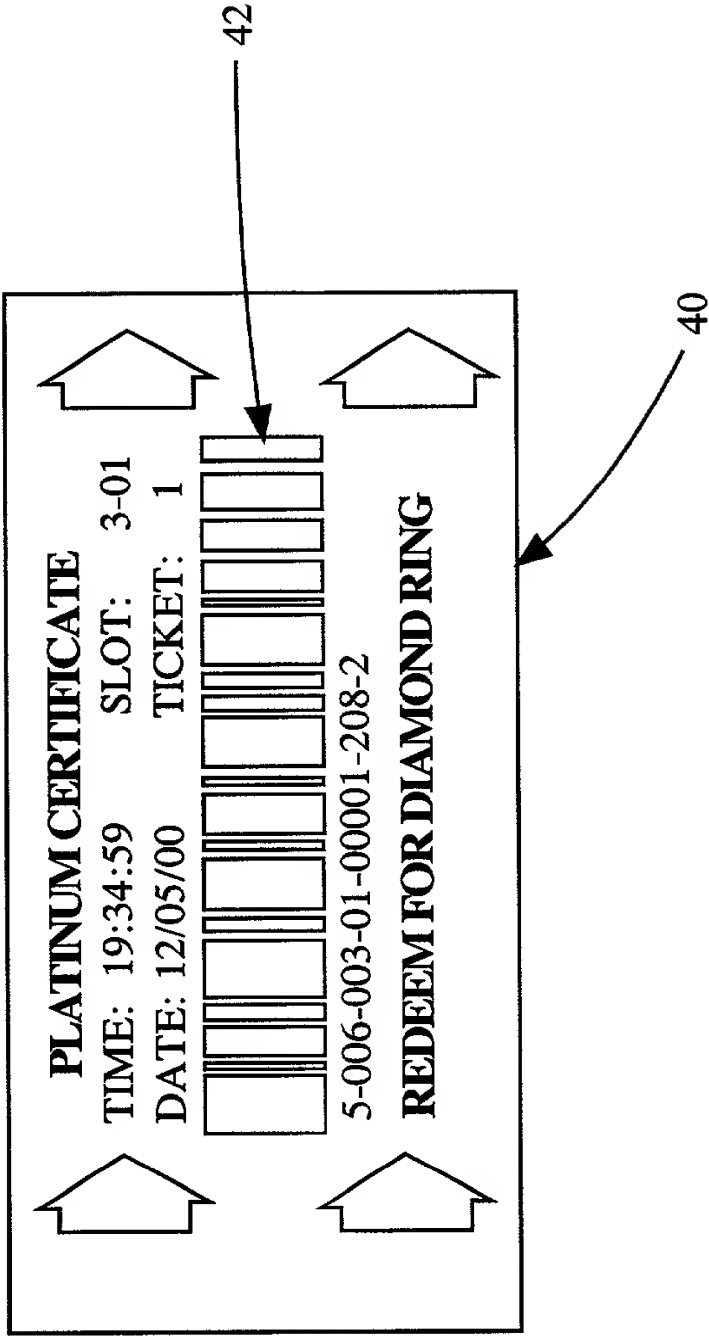 PLATINUM CERTIFICATE
TIME: 19:34:59 SLOT: 3-01
DATE: 12/05/00 TICKET: 1
5-006-003-01-00001-208-2
REDEEM FOR DIAMOND RING
42
40